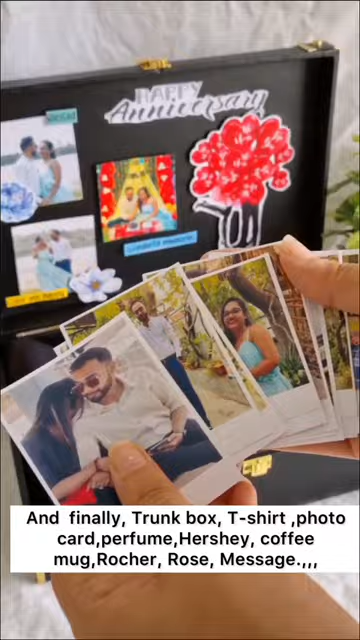 HAPPY
Anniversary
And finally, Trunk box, T-shirt ,photo
card,perfume,Hershey, coffee
mug,Rocher, Rose, Message.,,,